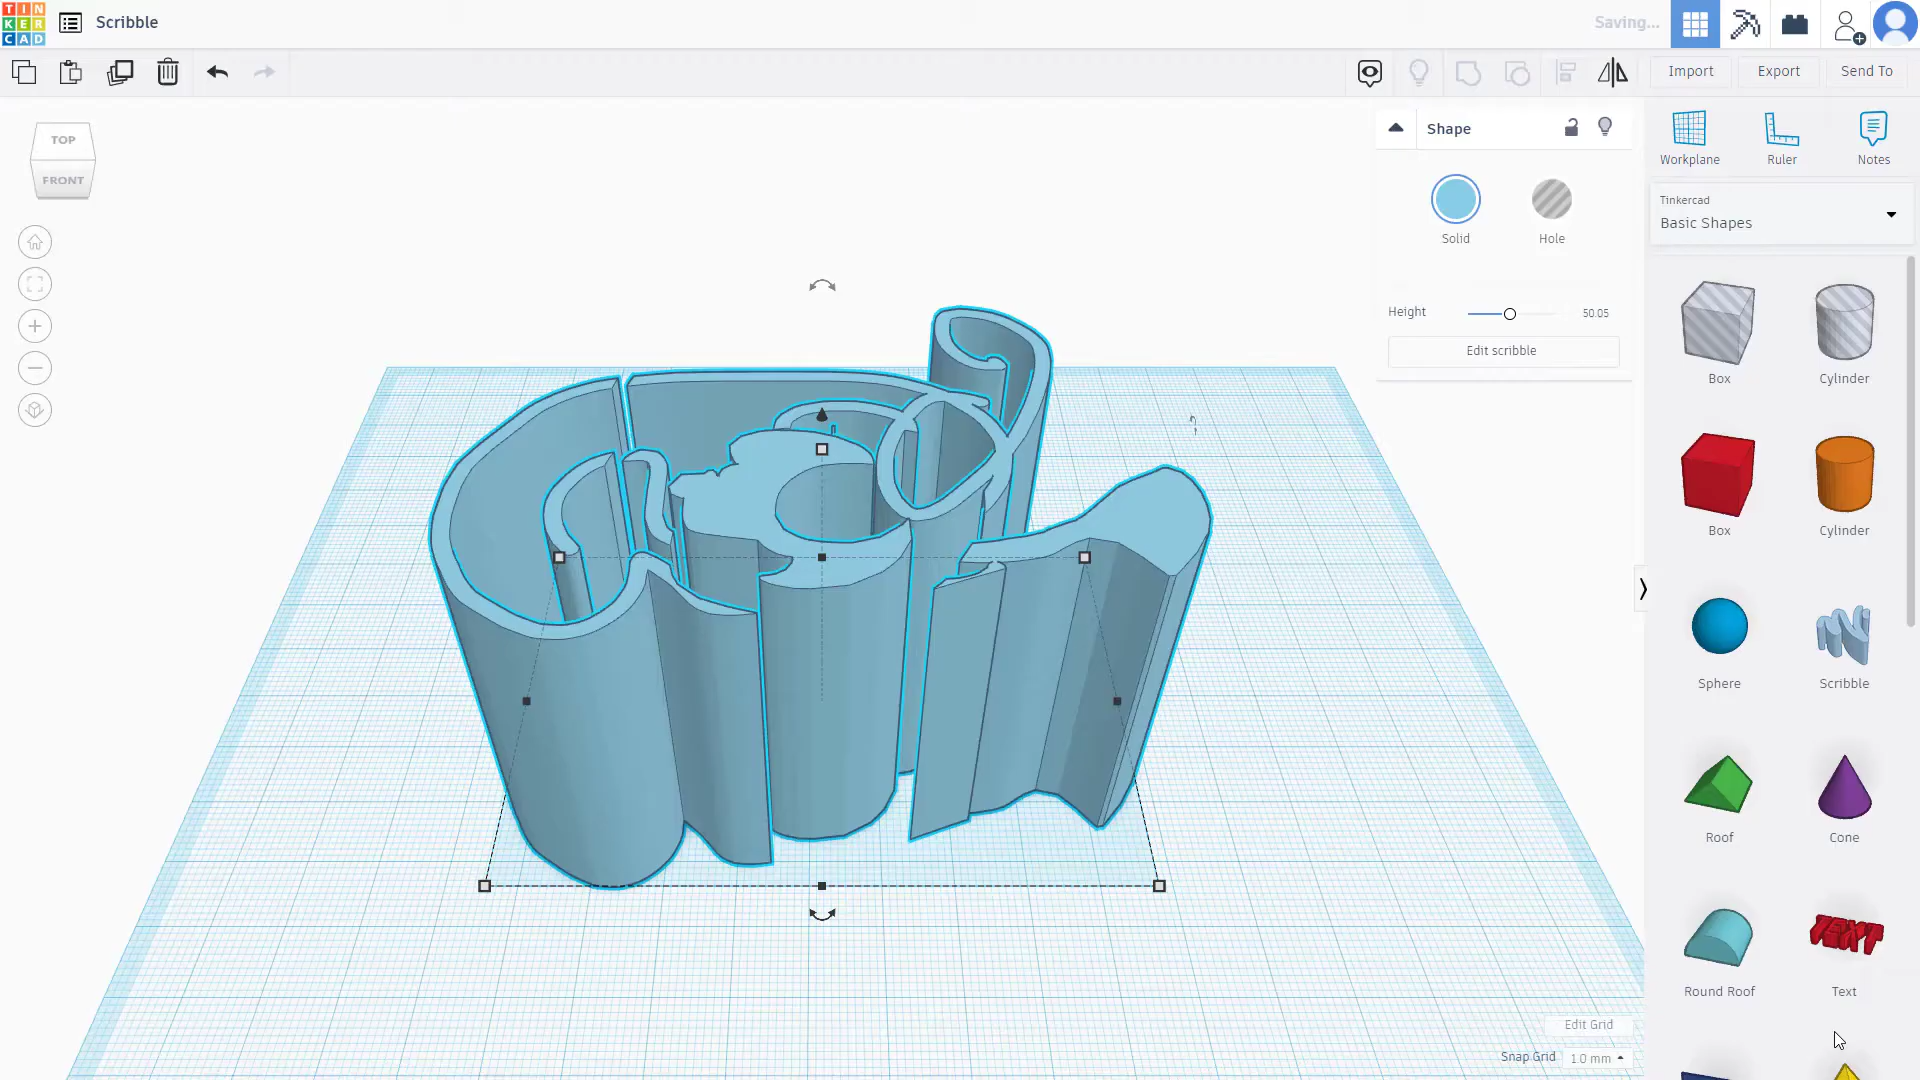 TIN
KER
CAD
Scribble
Saving...
Import
Export
Send To
TOP
FRONT
Shape
Solid
Hole
Height
50.05
Edit scribble
Workplane
Ruler
Notes
Tinkercad
Basic Shapes
Box
Cylinder
Box
Cylinder
Sphere
Scribble
Roof
Cone
Round Roof
Text
TEXT
Edit Grid
Snap Grid
1.0 mm